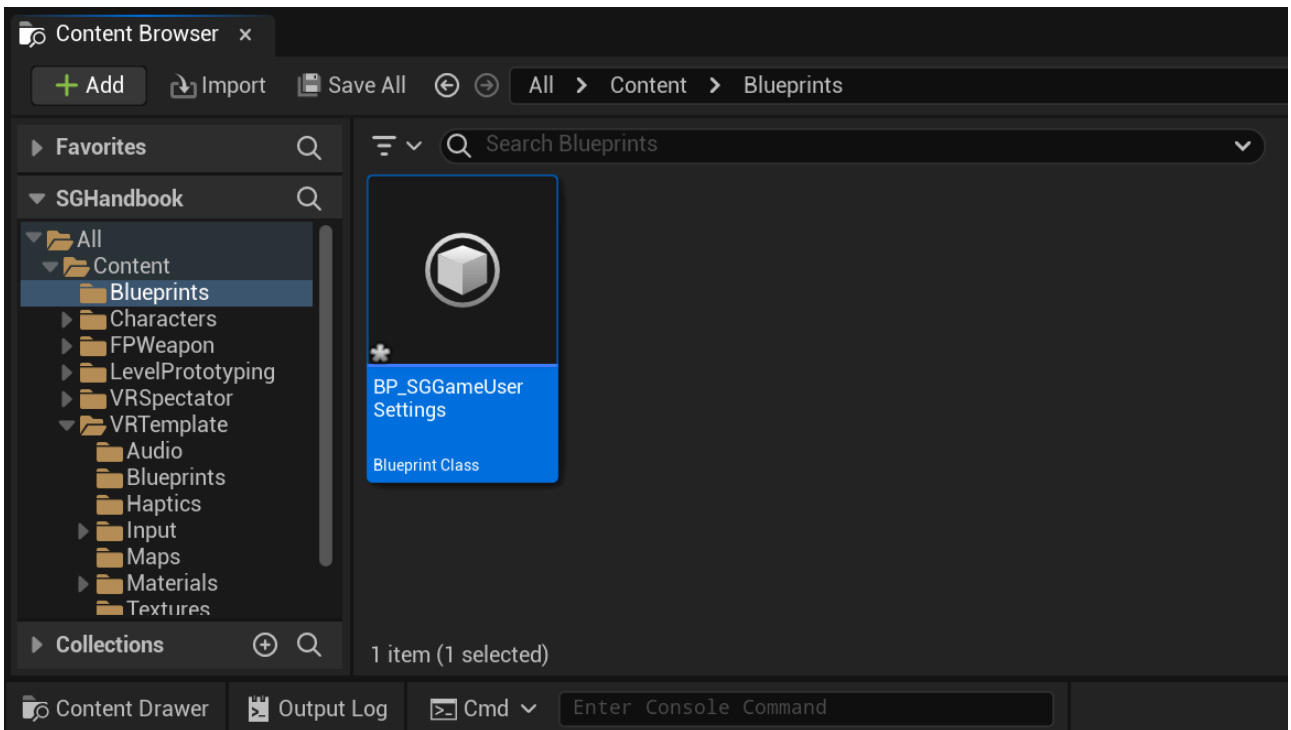 Content Browser
Add Import Save All All Content Blueprints
Favorites
Search Blueprints
SGHandbook
All
Content
Blueprints
Characters
FPWeapon
LevelPrototyping
VRSpectator
VRTemplate
Audio
Blueprints
Haptics
Input
Maps
Materials
Textures
Collections
BP_SGGameUser
Settings
Blueprint Class
1 item (1 selected)
Content Drawer Output Log Cmd Enter Console Command